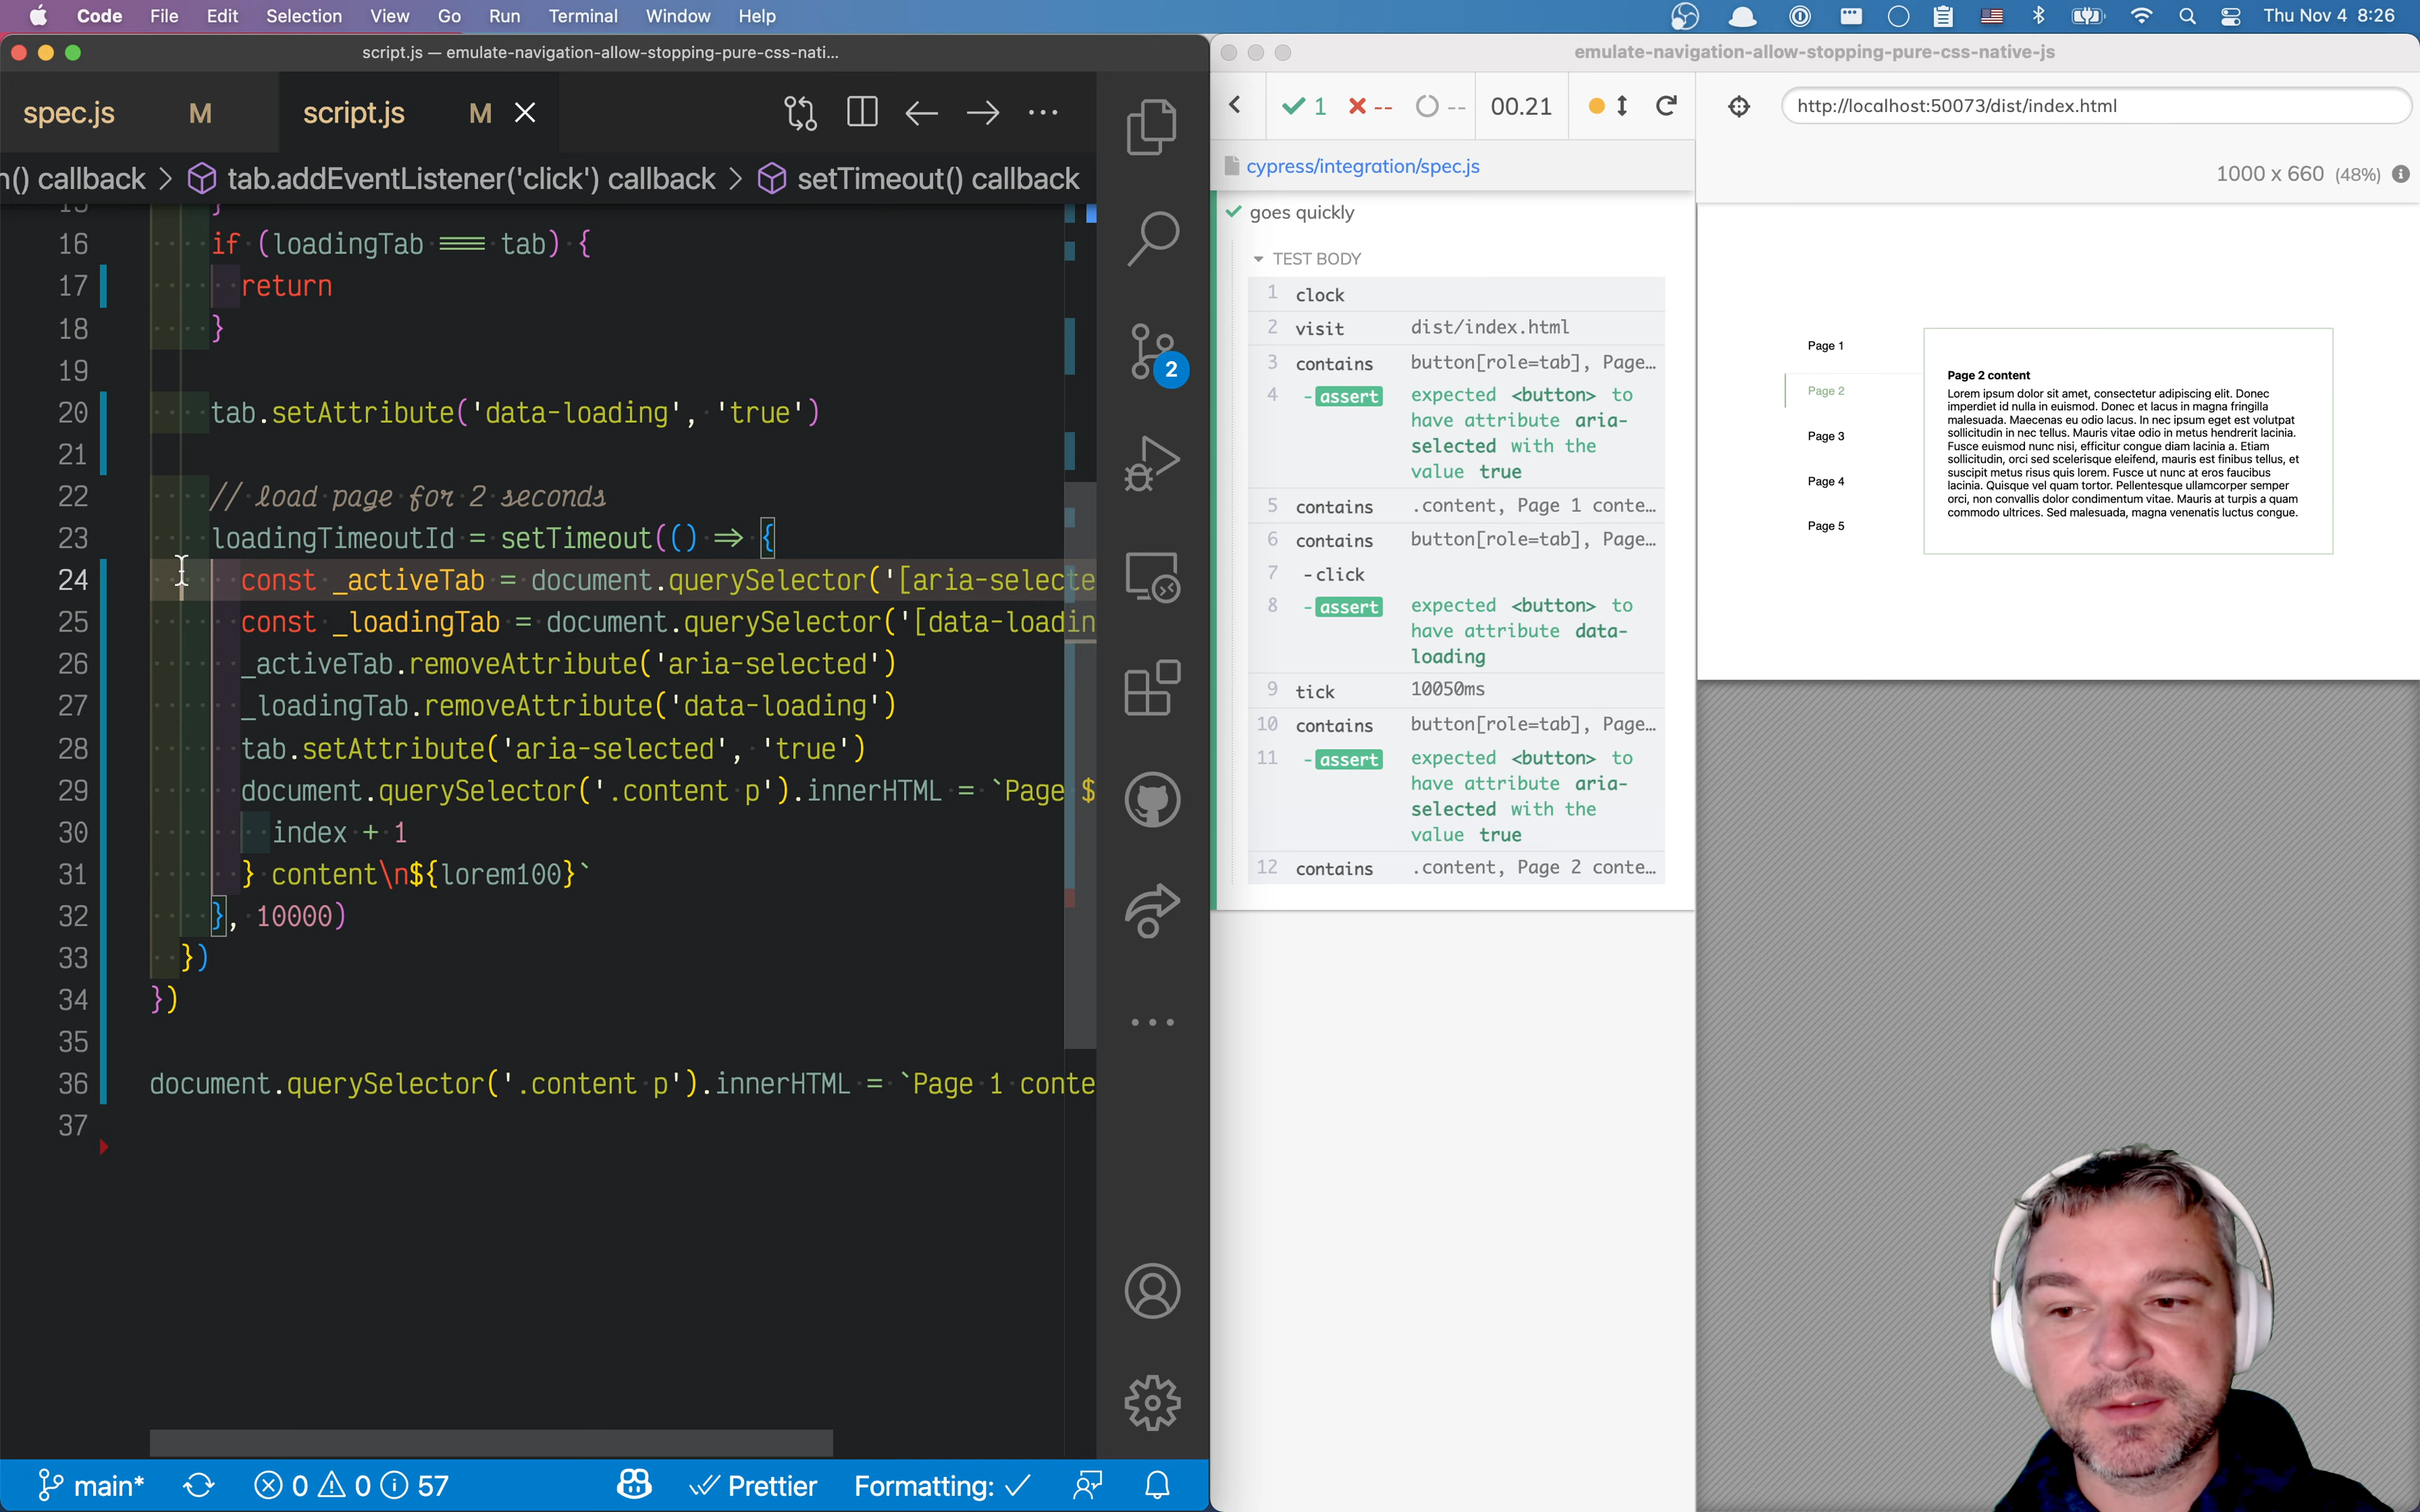 Code File Edit Selection View Go Run Terminal Window Help
Thu Nov 4 8:26
script.js — emulate-navigation-allow-stopping-pure-css-nati...
spec.js M script.js M
() callback > tab.addEventListener('click') callback > setTimeout() callback
15 }
16 if (loadingTab === tab) {
17 return
18 }
19
20 tab.setAttribute('data-loading', 'true')
21
22 // load page for 2 seconds
23 loadingTimeoutId = setTimeout(() => {
24 const _activeTab = document.querySelector('[aria-selecte
25 const _loadingTab = document.querySelector('[data-loadin
26 _activeTab.removeAttribute('aria-selected')
27 _loadingTab.removeAttribute('data-loading')
28 tab.setAttribute('aria-selected', 'true')
29 document.querySelector('.content p').innerHTML = `Page $
30 index + 1
31 } content\n${lorem100}`
32 }, 10000)
33 })
34 })
35
36 document.querySelector('.content p').innerHTML = `Page 1 conte
37
2
main* 0 0 57 Prettier Formatting: ✓
emulate-navigation-allow-stopping-pure-css-native-js
1 -- -- 00.21
http://localhost:50073/dist/index.html
cypress/integration/spec.js
1000 x 660 (48%)
goes quickly
TEST BODY
1 clock
2 visit dist/index.html
3 contains button[role=tab], Page...
4 -assert expected <button> to
have attribute aria-
selected with the
value true
5 contains .content, Page 1 conte...
6 contains button[role=tab], Page...
7 -click
8 -assert expected <button> to
have attribute data-
loading
9 tick 10050ms
10 contains button[role=tab], Page...
11 -assert expected <button> to
have attribute aria-
selected with the
value true
12 contains .content, Page 2 conte...
Page 1
Page 2
Page 3
Page 4
Page 5
Page 2 content
Lorem ipsum dolor sit amet, consectetur adipiscing elit. Donec
imperdiet id nulla in euismod. Donec et lacus in magna fringilla
malesuada. Maecenas eu odio lacus. In nec ipsum eget est volutpat
sollicitudin in nec tellus. Mauris vitae odio in metus hendrerit lacinia.
Fusce euismod nunc nisi, efficitur congue diam lacinia a. Etiam
sollicitudin, orci sed scelerisque eleifend, mauris est finibus tellus, et
suscipit metus risus quis lorem. Fusce ut nunc at eros faucibus
lacinia. Quisque vel quam tortor. Pellentesque ullamcorper semper
orci, non convallis dolor condimentum vitae. Mauris at turpis a quam
commodo ultrices. Sed malesuada, magna venenatis luctus congue.